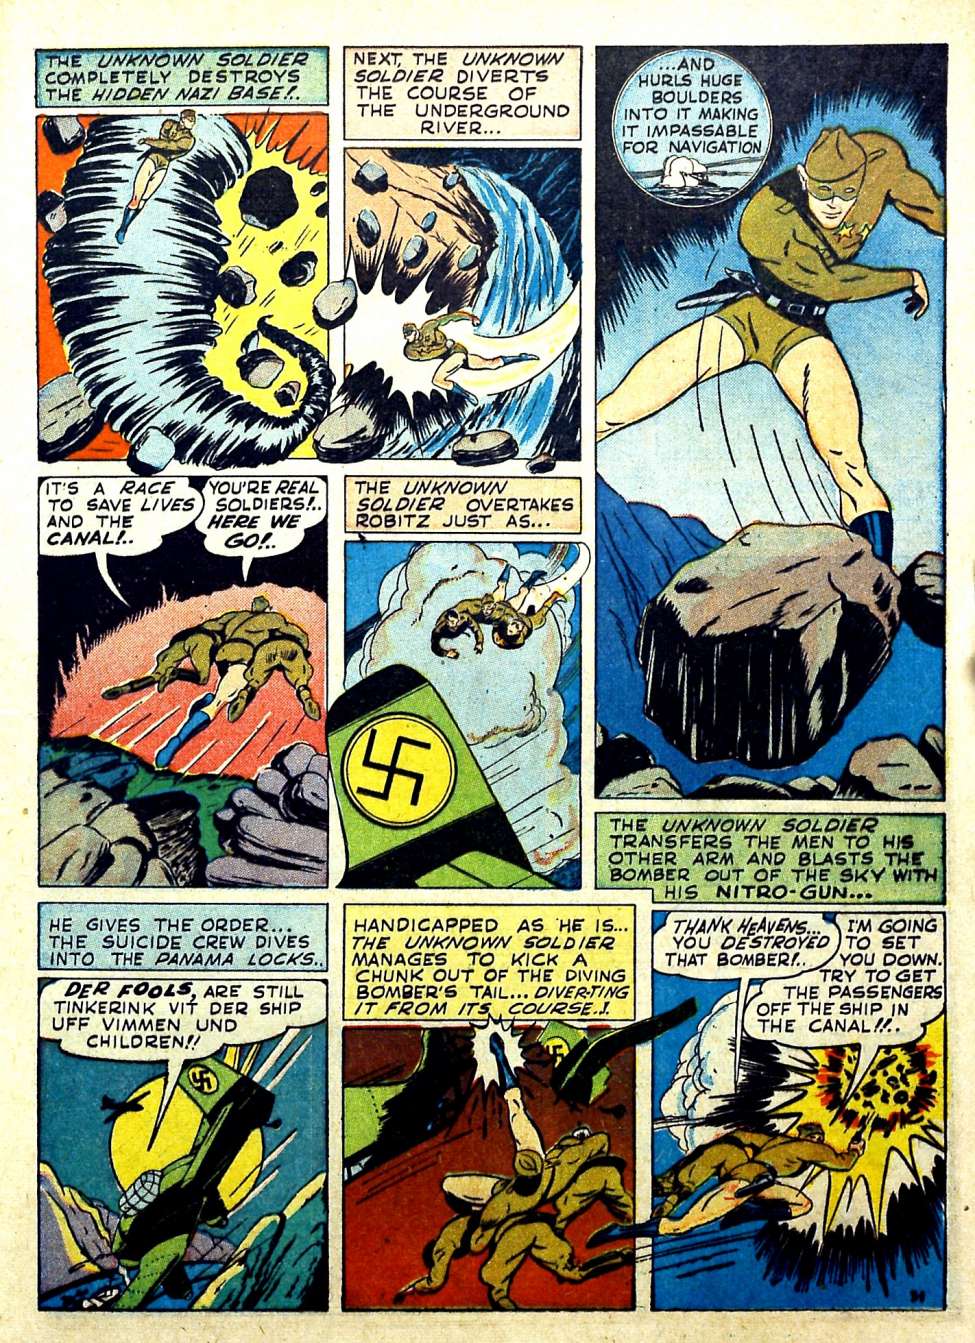 THE UNKNOWN SOLDIER
COMPLETELY DESTROYS
THE HIDDEN NAZI BASE!..
NEXT, THE UNKNOWN
SOLDIER DIVERTS
THE COURSE OF
THE UNDERGROUND
RIVER...
...AND
HURLS HUGE
BOULDERS
INTO IT MAKING
IT IMPASSABLE
FOR NAVIGATION
IT'S A RACE
TO SAVE LIVES
AND THE
CANAL!..
YOU'RE REAL
SOLDIERS!..
HERE WE
GO!..
THE UNKNOWN
SOLDIER OVERTAKES
ROBITZ JUST AS...
HE GIVES THE ORDER...
THE SUICIDE CREW DIVES
INTO THE PANAMA LOCKS..
DER FOOLS, ARE STILL
TINKERINK VIT DER SHIP
UFF VIMMEN UND
CHILDREN!!
HANDICAPPED AS HE IS...
THE UNKNOWN SOLDIER
MANAGES TO KICK A
CHUNK OUT OF THE DIVING
BOMBER'S TAIL... DIVER-TING
IT FROM ITS COURSE..!.
THE UNKNOWN SOLDIER
TRANSFERS THE MEN TO HIS
OTHER ARM AND BLASTS THE
BOMBER OUT OF THE SKY WITH
HIS NITRO-GUN...
THANK HEAVENS...
YOU DESTROYED
THAT BOMBER!..
I'M GOING
TO SET
YOU DOWN.
TRY TO GET
THE PASSENGERS
OFF THE SHIP IN
THE CANAL!!..